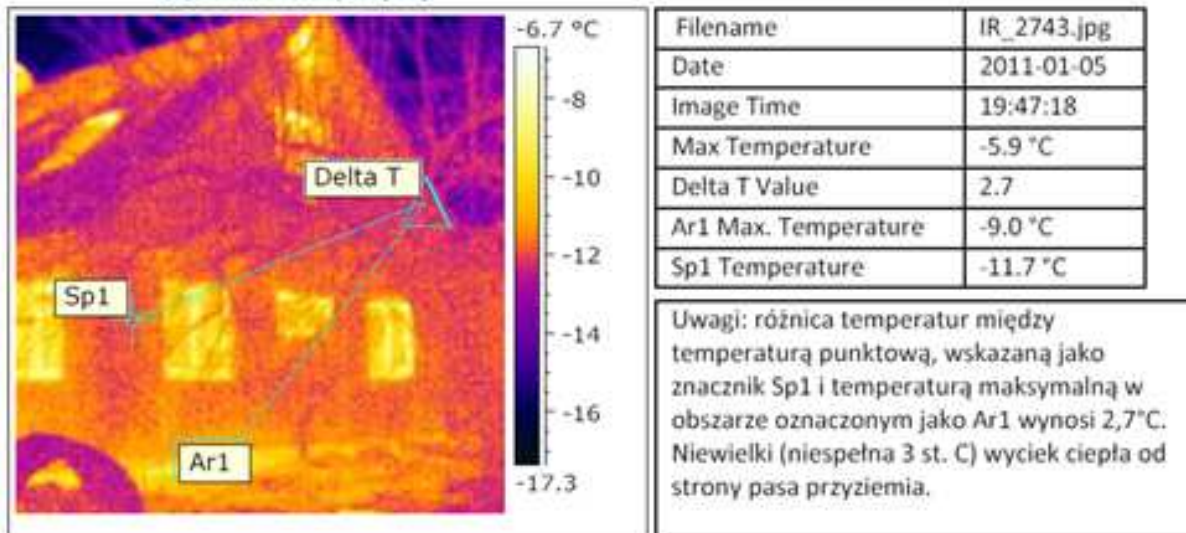 -6.7 °C
-8
-10
-12
-14
-16
-17.3
Delta T
Sp1
Ar1
Filename IR_2743.jpg
Date 2011-01-05
Image Time 19:47:18
Max Temperature -5.9 °C
Delta T Value 2.7
Ar1 Max. Temperature -9.0 °C
Sp1 Temperature -11.7 °C
Uwagi: różnica temperatur między
temperaturą punktową, wskazaną jako
znacznik Sp1 i temperaturą maksymalną w
obszarze oznaczonym jako Ar1 wynosi 2,7°C.
Niewielki (niespełna 3 st. C) wyciek ciepła od
strony pasa przyziemia.